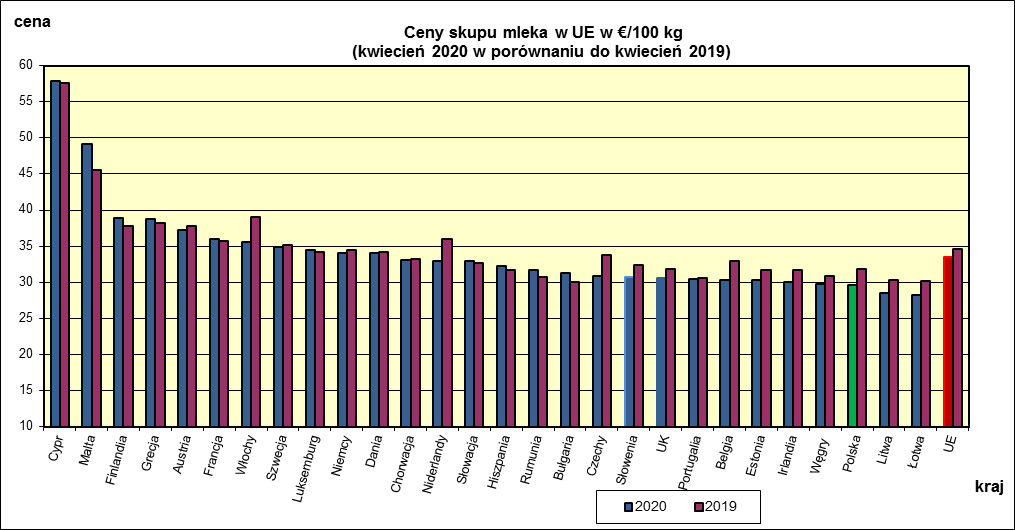 cena
Ceny skupu mleka w UE w €/100 kg
(kwiecień 2020 w porównaniu do kwiecień 2019)
60
55
50
45
40
35
30
25
20
15
10
Cypr
Malta
Finlandia
Grecja
Austria
Francja
Włochy
Szwecja
Luksemburg
Niemcy
Dania
Chorwacja
Niderlandy
Słowacja
Hiszpania
Rumunia
Bułgaria
Czechy
Słowenia
UK
Portugalia
Belgia
Estonia
Irlandia
Węgry
Polska
Litwa
Łotwa
UE
kraj
2020
2019